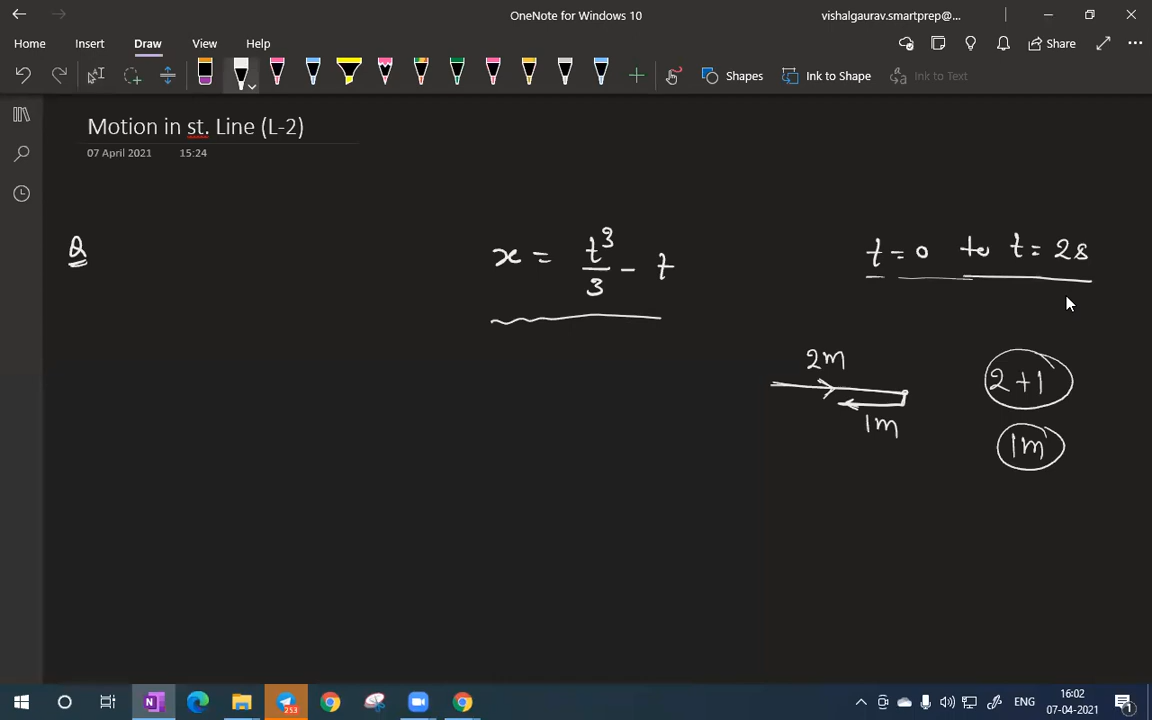 OneNote for Windows 10
vishalgaurav.smartprep@...
Home Insert Draw View Help
Share
Shapes Ink to Shape Ink to Text
Motion in st. Line (L-2)
07 April 2021 15:24
Q
x = t³/3 - t
t = 0 to t = 2s
2m
2+1
1m
1m
253
ENG
16:02
07-04-2021
1